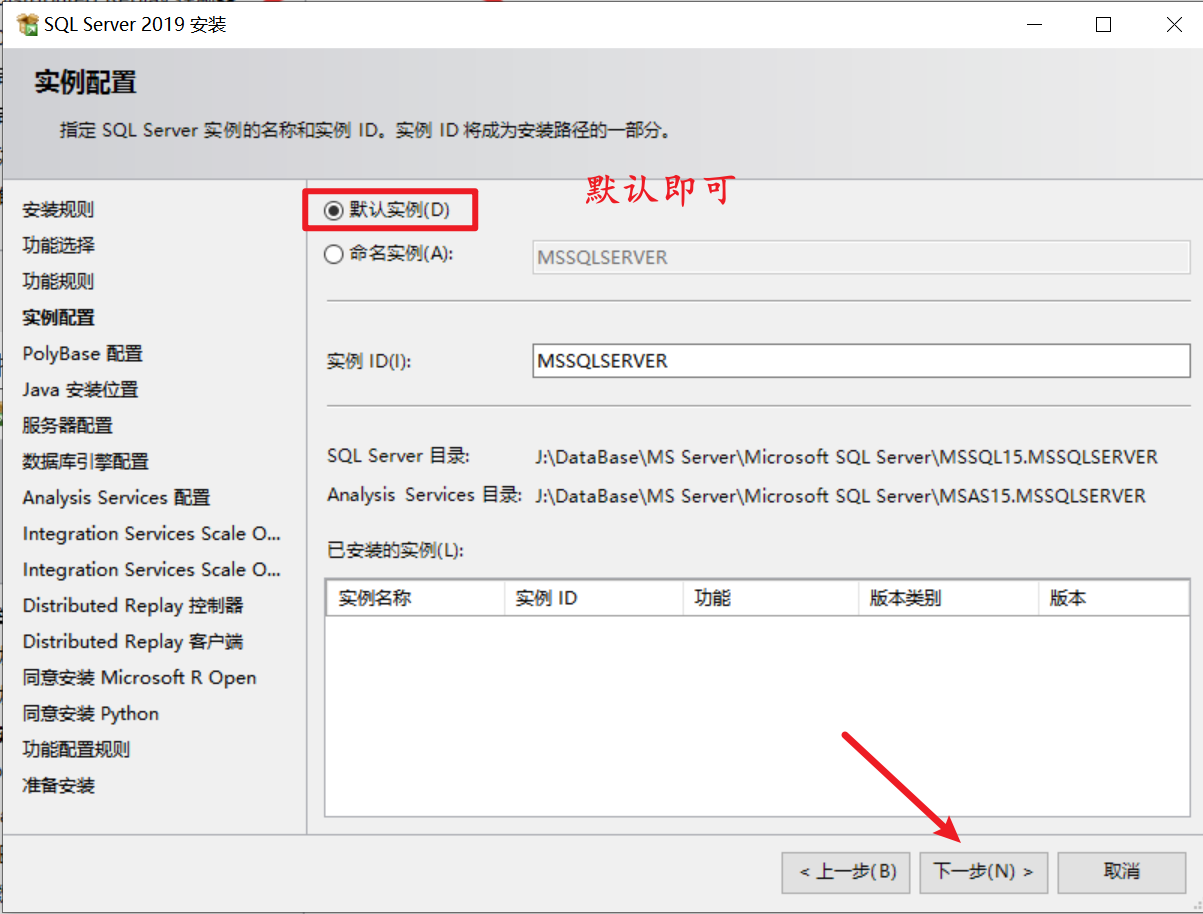 SQL Server 2019 安装
实例配置
指定 SQL Server 实例的名称和实例 ID。实例 ID 将成为安装路径的一部分。
默认即可
安装规则
功能选择
功能规则
实例配置
PolyBase 配置
Java 安装位置
服务器配置
数据库引擎配置
Analysis Services 配置
Integration Services Scale O...
Integration Services Scale O...
Distributed Replay 控制器
Distributed Replay 客户端
同意安装 Microsoft R Open
同意安装 Python
功能配置规则
准备安装
默认实例(D)
命名实例(A): MSSQLSERVER
实例 ID(I): MSSQLSERVER
SQL Server 目录: J:\DataBase\MS Server\Microsoft SQL Server\MSSQL15.MSSQLSERVER
Analysis Services 目录: J:\DataBase\MS Server\Microsoft SQL Server\MSAS15.MSSQLSERVER
已安装的实例(L):
实例名称 实例 ID 功能 版本类别 版本
< 上一步(B) 下一步(N) > 取消